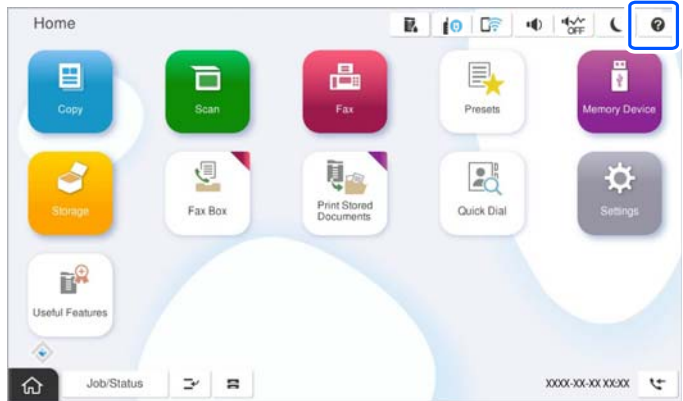 Home
OFF
Copy
Scan
Fax
Presets
Memory Device
Storage
Fax Box
Print Stored
Documents
Quick Dial
Settings
Useful Features
Job/Status
XXXX-XX-XX XX:XX